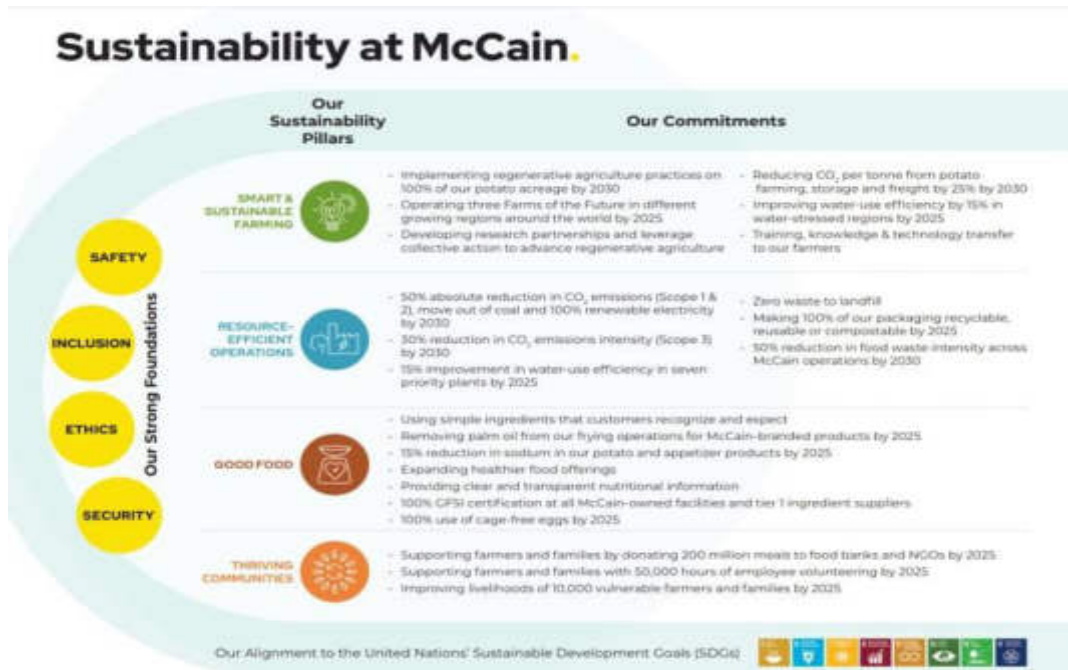 Sustainability at McCain.
Our
Sustainability
Pillars
Our Commitments
SAFETY
INCLUSION
ETHICS
SECURITY
Our Strong Foundations
SMART &
SUSTAINABLE
FARMING
- Implementing regenerative agriculture practices on
100% of our potato acreage by 2030
- Operating three Farms of the Future in different
growing regions around the world by 2025
- Developing research partnerships and leverage
collective action to advance regenerative agriculture
- Reducing CO₂ per tonne from potato
farming, storage and freight by 25% by 2030
- Improving water-use efficiency by 15% in
water-stressed regions by 2025
- Training, knowledge & technology transfer
to our farmers
RESOURCE-
EFFICIENT
OPERATIONS
- 50% absolute reduction in CO₂ emissions (Scope 1 &
2), move out of coal and 100% renewable electricity
by 2030
- 30% reduction in CO₂ emissions intensity (Scope 3)
by 2030
- 15% improvement in water-use efficiency in seven
priority plants by 2025
- Zero waste to landfill
- Making 100% of our packaging recyclable,
reusable or compostable by 2025
- 50% reduction in food waste intensity across
McCain operations by 2030
GOOD FOOD
- Using simple ingredients that customers recognize and expect
- Removing palm oil from our frying operations for McCain-branded products by 2025
- 15% reduction in sodium in our potato and appetizer products by 2025
- Expanding healthier food offerings
- Providing clear and transparent nutritional information
- 100% GFSI certification at all McCain-owned facilities and tier 1 ingredient suppliers
- 100% use of cage-free eggs by 2025
THRIVING
COMMUNITIES
- Supporting farmers and families by donating 200 million meals to food banks and NGOs by 2025
- Supporting farmers and families with 50,000 hours of employee volunteering by 2025
- Improving livelihoods of 10,000 vulnerable farmers and families by 2025
Our Alignment to the United Nations' Sustainable Development Goals (SDGs)